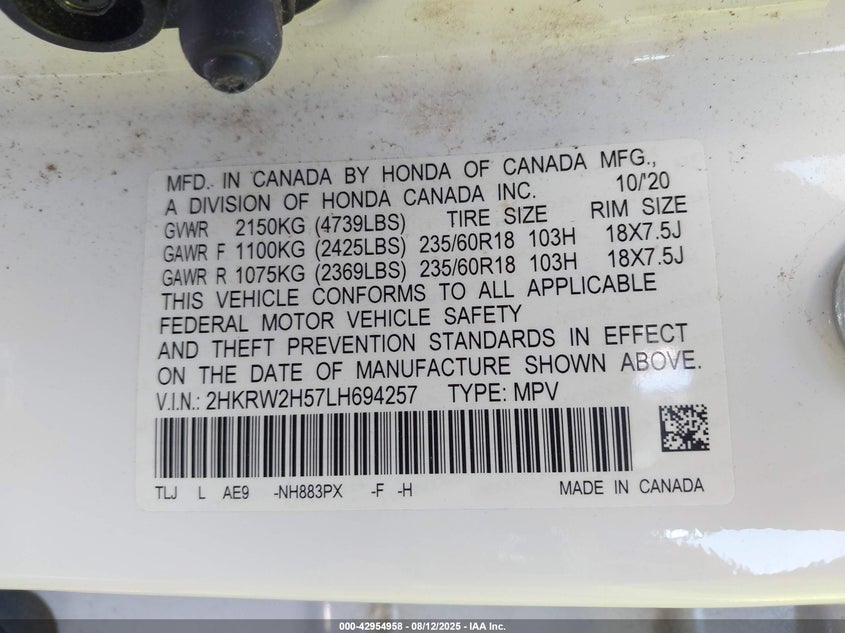 MFD. IN CANADA BY HONDA OF CANADA MFG.,
A DIVISION OF HONDA CANADA INC. 10/'20
GVWR 2150KG (4739LBS) TIRE SIZE RIM SIZE
GAWR F 1100KG (2425LBS) 235/60R18 103H 18X7.5J
GAWR R 1075KG (2369LBS) 235/60R18 103H 18X7.5J
THIS VEHICLE CONFORMS TO ALL APPLICABLE
FEDERAL MOTOR VEHICLE SAFETY
AND THEFT PREVENTION STANDARDS IN EFFECT
ON THE DATE OF MANUFACTURE SHOWN ABOVE.
V.I.N.: 2HKRW2H57LH694257 TYPE: MPV
TLJ L AE9 -NH883PX -F -H MADE IN CANADA
000-42954958 - 08/12/2025 - IAA Inc.